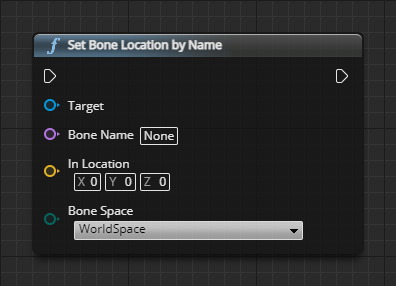 f Set Bone Location by Name
Target
Bone Name None
In Location
X 0 Y 0 Z 0
Bone Space
WorldSpace